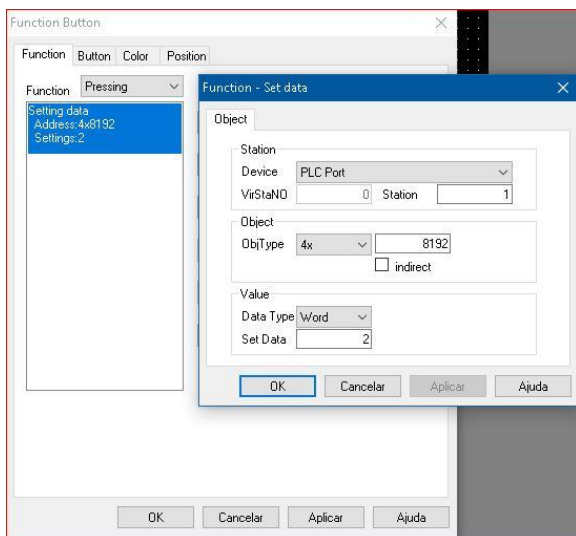 Function Button
Function Button Color Position
Function Pressing
Setting data
Address:4x8192
Settings:2
OK Cancelar Aplicar Ajuda
Function - Set data
Object
Station
Device PLC Port
VirStaNO 0 Station 1
Object
ObjType 4x 8192
indirect
Value
Data Type Word
Set Data 2
OK Cancelar Aplicar Ajuda